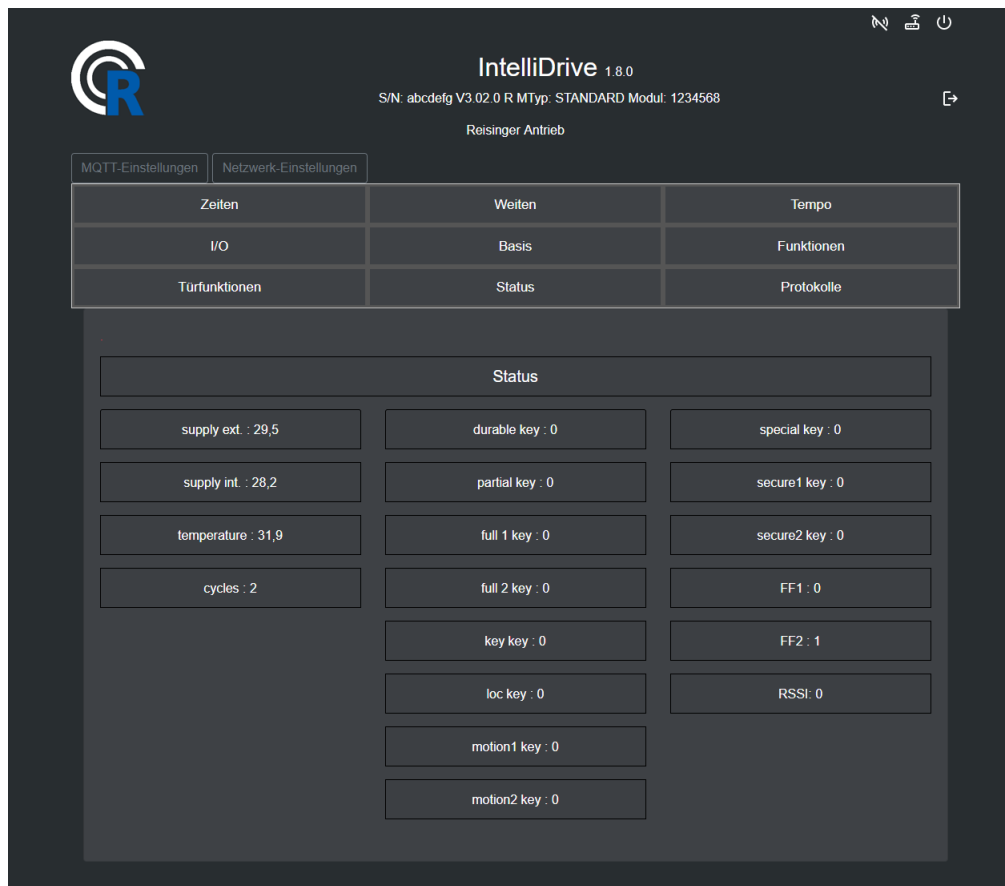 R
IntelliDrive 1.8.0
S/N: abcdefg V3.02.0 R MTyp: STANDARD Modul: 1234568
Reisinger Antrieb
MQTT-Einstellungen Netzwerk-Einstellungen
Zeiten Weiten Tempo
I/O Basis Funktionen
Türfunktionen Status Protokolle
.
Status
supply ext. : 29,5 durable key : 0 special key : 0
supply int. : 28,2 partial key : 0 secure1 key : 0
temperature : 31,9 full 1 key : 0 secure2 key : 0
cycles : 2 full 2 key : 0 FF1 : 0
key key : 0 FF2 : 1
loc key : 0 RSSI: 0
motion1 key : 0
motion2 key : 0